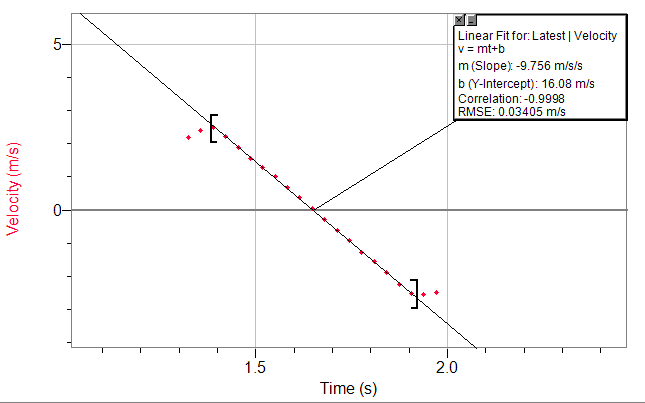 Linear Fit for: Latest | Velocity
v = mt+b
m (Slope): -9.756 m/s/s
b (Y-Intercept): 16.08 m/s
Correlation: -0.9998
RMSE: 0.03405 m/s
5
0
Velocity (m/s)
1.5
2.0
Time (s)